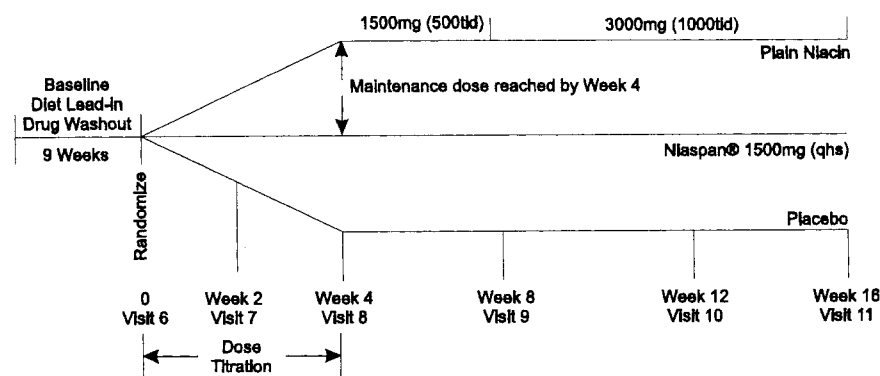 1500mg (500tid)
3000mg (1000tid)
Plain Niacin
Baseline
Diet Lead-in
Drug Washout
9 Weeks
Maintenance dose reached by Week 4
Niaspan® 1500mg (qhs)
Randomize
Placebo
0
Visit 6
Week 2
Visit 7
Week 4
Visit 8
Week 8
Visit 9
Week 12
Visit 10
Week 16
Visit 11
Dose
Titration